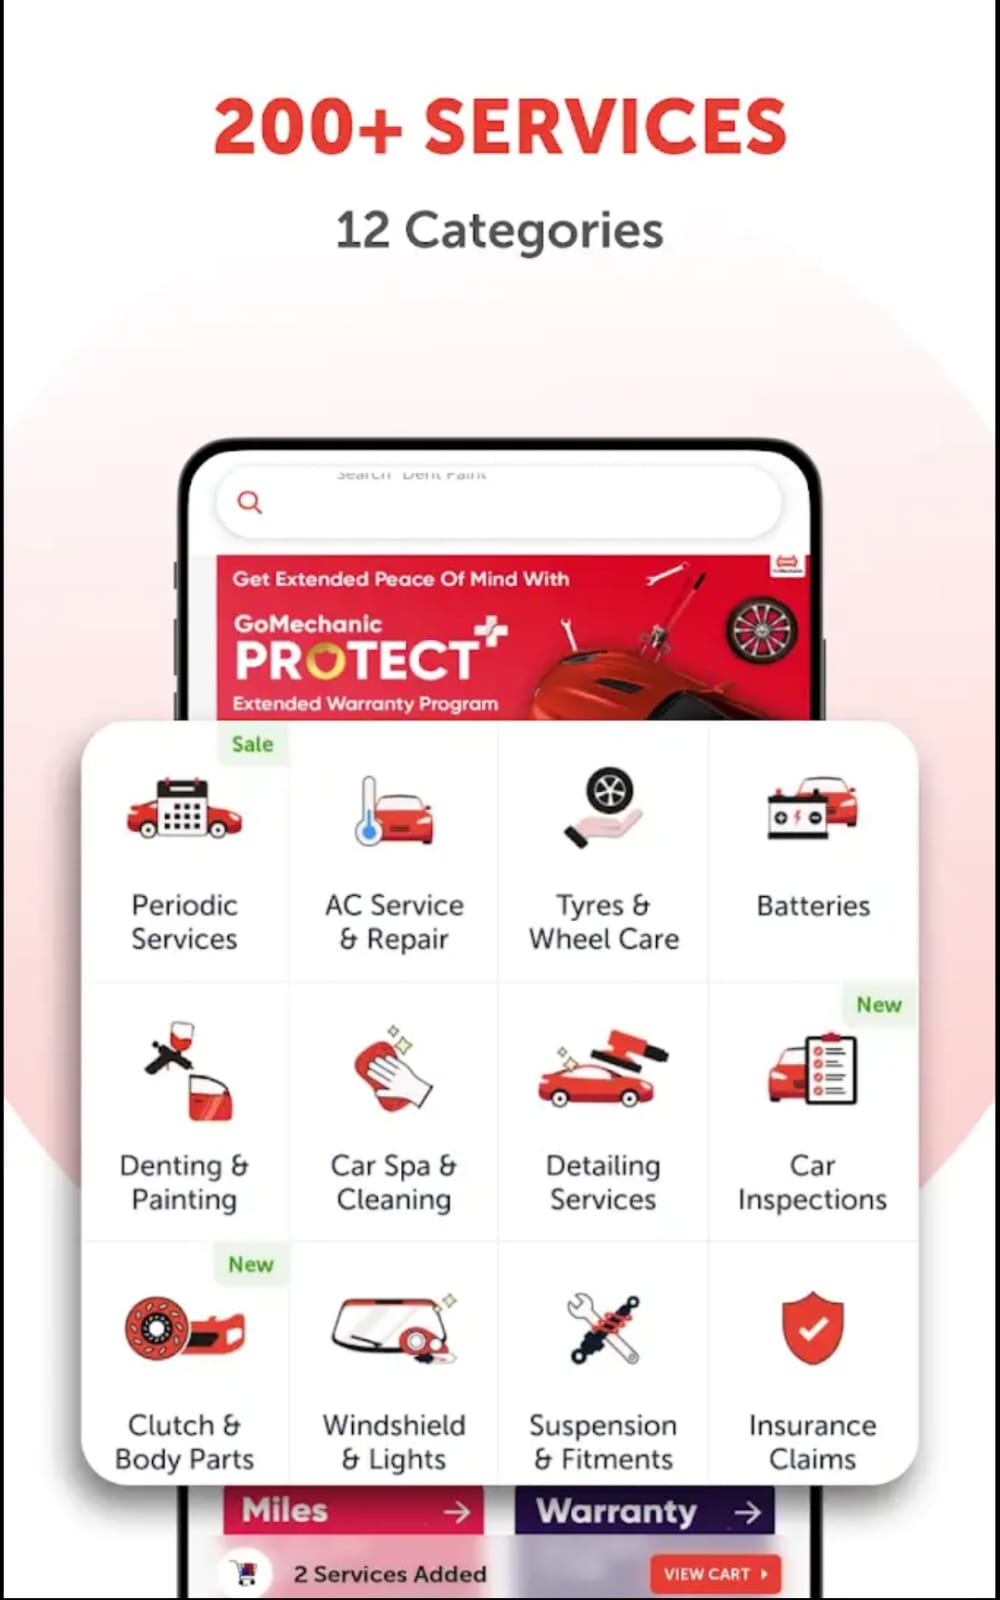 200+ SERVICES
12 Categories
Search "Dent Paint"
Get Extended Peace Of Mind With
GoMechanic
PROTECT+
Extended Warranty Program
Sale
Periodic
Services
AC Service
& Repair
Tyres &
Wheel Care
Batteries
Denting &
Painting
Car Spa &
Cleaning
Detailing
Services
New
Car
Inspections
New
Clutch &
Body Parts
Windshield
& Lights
Suspension
& Fitments
Insurance
Claims
Miles
Warranty
2 Services Added
VIEW CART